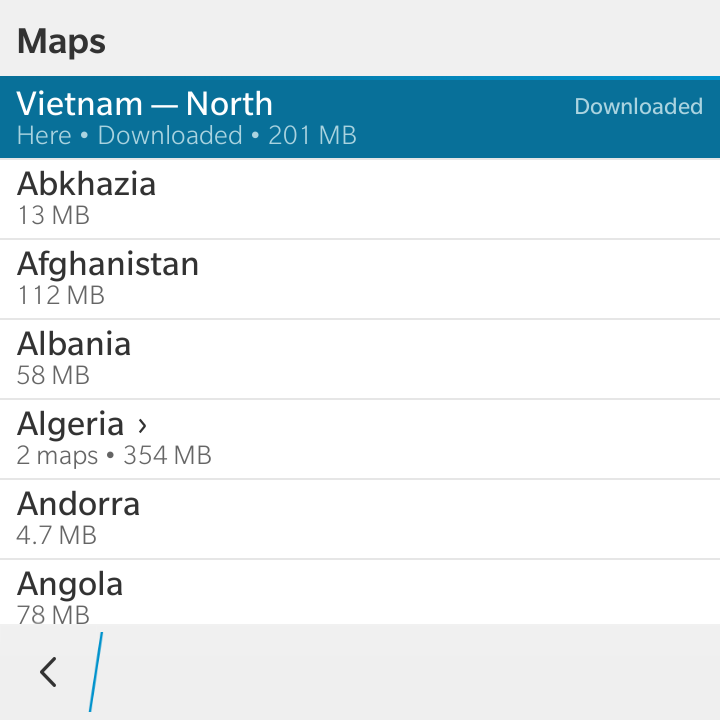 Maps
Vietnam — North
Downloaded
Here • Downloaded • 201 MB
Abkhazia
13 MB
Afghanistan
112 MB
Albania
58 MB
Algeria ›
2 maps • 354 MB
Andorra
4.7 MB
Angola
78 MB